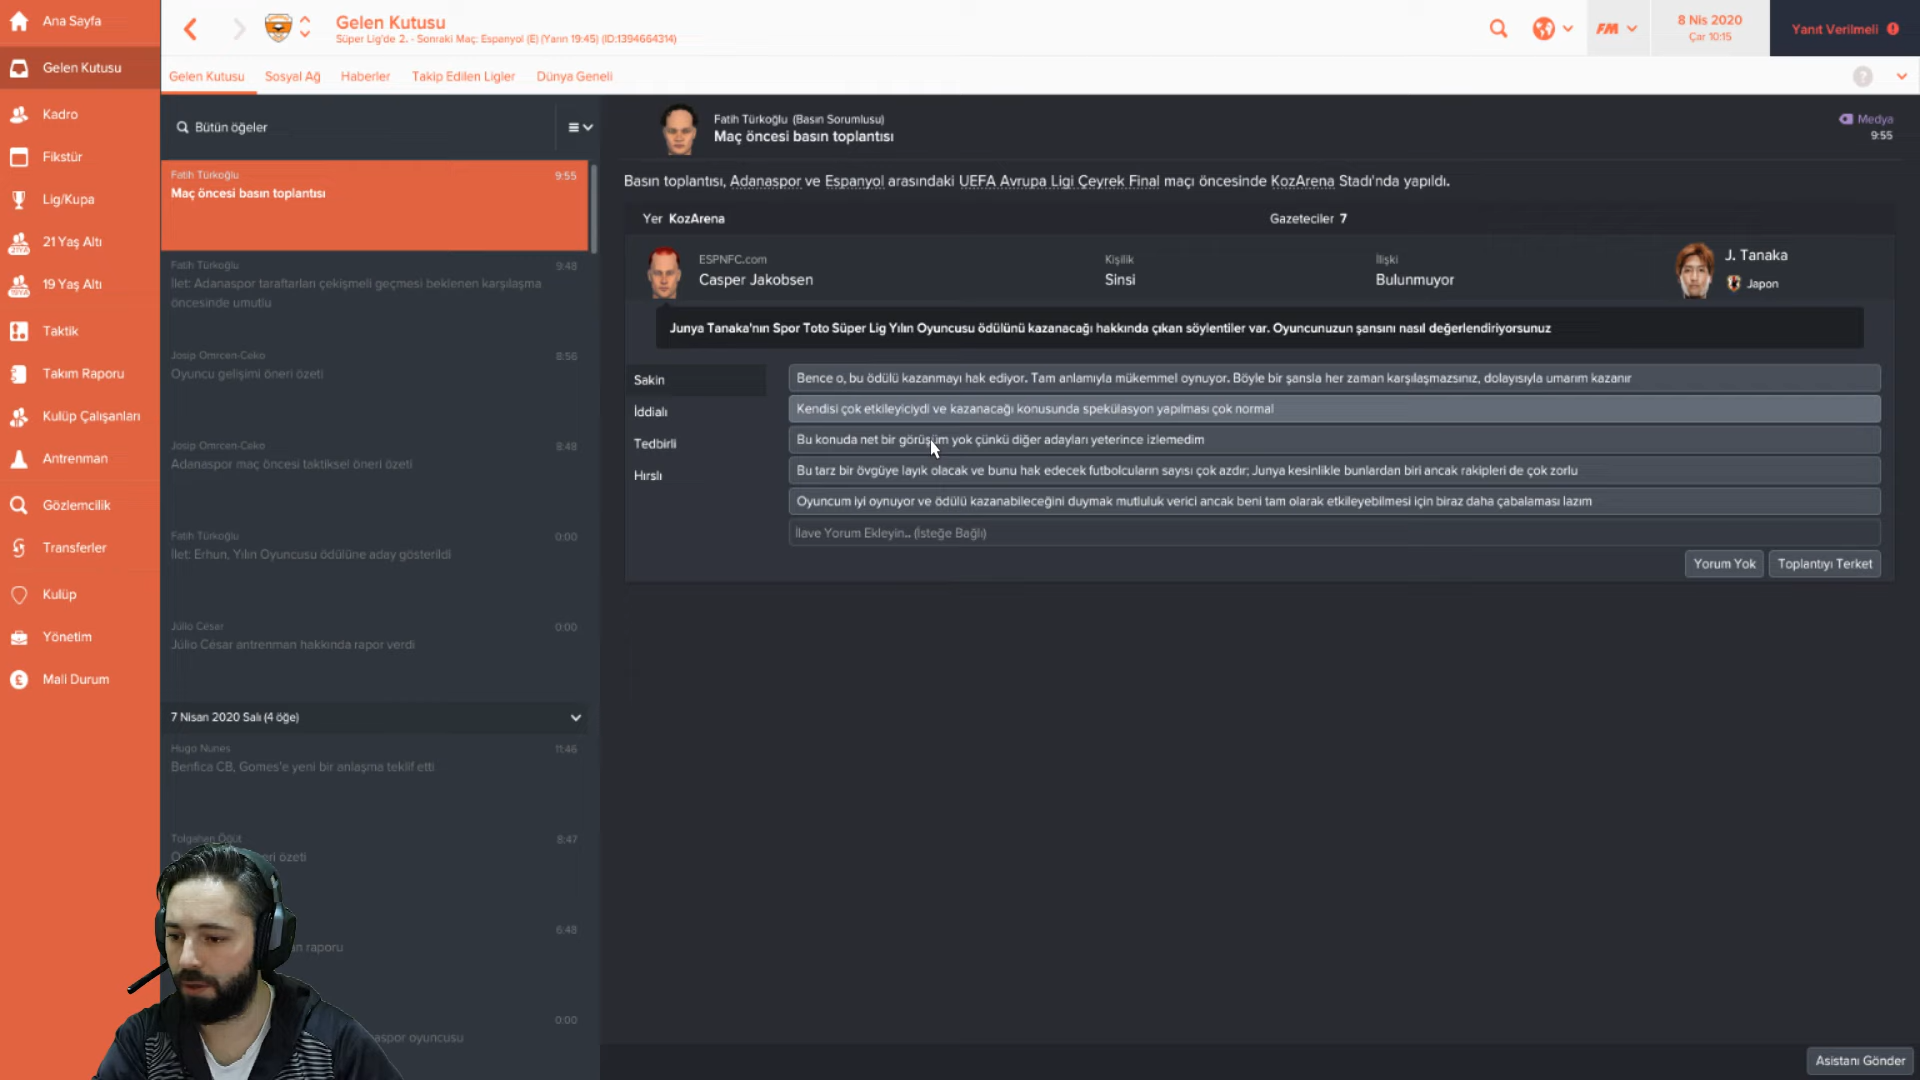 Ana Sayfa
Gelen Kutusu
Kadro
Fikstür
Lig/Kupa
21 Yaş Altı
19 Yaş Altı
Taktik
Takım Raporu
Kulüp Çalışanları
Antrenman
Gözlemcilik
Transferler
Kulüp
Yönetim
Mali Durum
Gelen Kutusu
Süper Lig'de 2. - Sonraki Maç: Espanyol (E) (Yarın 19:45) (ID:1394664314)
FM
8 Nis 2020
Çar 10:15
Yanıt Verilmeli
Gelen Kutusu Sosyal Ağ Haberler Takip Edilen Ligler Dünya Geneli
Bütün öğeler
Fatih Türkoğlu 9:55
Maç öncesi basın toplantısı
Fatih Türkoğlu 9:48
İlet: Adanaspor taraftarları çekişmeli geçmesi beklenen karşılaşma
öncesinde umutlu
Josip Omrcen-Ceko 8:56
Oyuncu gelişimi öneri özeti
Josip Omrcen-Ceko 8:48
Adanaspor maç öncesi taktiksel öneri özeti
Fatih Türkoğlu 0:00
İlet: Erhun, Yılın Oyuncusu ödülüne aday gösterildi
Júlio César 0:00
Júlio César antrenman hakkında rapor verdi
7 Nisan 2020 Salı (4 öğe)
Hugo Nunes 11:46
Benfica CB, Gomes'e yeni bir anlaşma teklif etti
Tolgahan Öğüt 8:47
eri özeti
6:48
an raporu
0:00
aspor oyuncusu
Fatih Türkoğlu (Basın Sorumlusu)
Maç öncesi basın toplantısı
Medya
9:55
Basın toplantısı, Adanaspor ve Espanyol arasındaki UEFA Avrupa Ligi Çeyrek Final maçı öncesinde KozArena Stadı'nda yapıldı.
Yer KozArena Gazeteciler 7
ESPNFC.com
Casper Jakobsen
Kişilik
Sinsi
İlişki
Bulunmuyor
J. Tanaka
Japon
Junya Tanaka'nın Spor Toto Süper Lig Yılın Oyuncusu ödülünü kazanacağı hakkında çıkan söylentiler var. Oyuncunuzun şansını nasıl değerlendiriyorsunuz
Sakin
İddialı
Tedbirli
Hırslı
Bence o, bu ödülü kazanmayı hak ediyor. Tam anlamıyla mükemmel oynuyor. Böyle bir şansla her zaman karşılaşmazsınız, dolayısıyla umarım kazanır
Kendisi çok etkileyiciydi ve kazanacağı konusunda spekülasyon yapılması çok normal
Bu konuda net bir görüşüm yok çünkü diğer adayları yeterince izlemedim
Bu tarz bir övgüye layık olacak ve bunu hak edecek futbolcuların sayısı çok azdır; Junya kesinlikle bunlardan biri ancak rakipleri de çok zorlu
Oyuncum iyi oynuyor ve ödülü kazanabileceğini duymak mutluluk verici ancak beni tam olarak etkileyebilmesi için biraz daha çabalaması lazım
İlave Yorum Ekleyin... (İsteğe Bağlı)
Yorum Yok Toplantıyı Terket
Asistanı Gönder